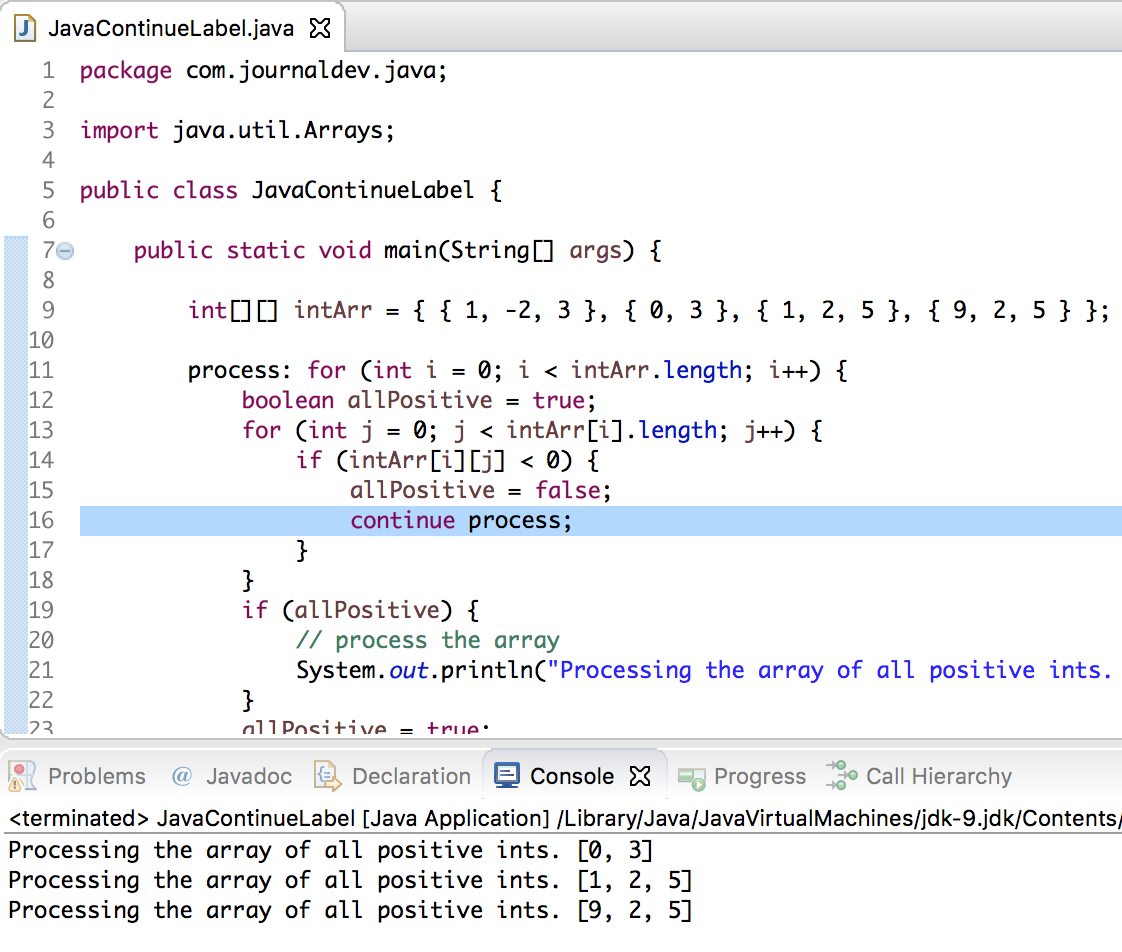 JavaContinueLabel.java
1 package com.journaldev.java;
2
3 import java.util.Arrays;
4
5 public class JavaContinueLabel {
6
7 public static void main(String[] args) {
8
9 int[][] intArr = { { 1, -2, 3 }, { 0, 3 }, { 1, 2, 5 }, { 9, 2, 5 } };
10
11 process: for (int i = 0; i < intArr.length; i++) {
12 boolean allPositive = true;
13 for (int j = 0; j < intArr[i].length; j++) {
14 if (intArr[i][j] < 0) {
15 allPositive = false;
16 continue process;
17 }
18 }
19 if (allPositive) {
20 // process the array
21 System.out.println("Processing the array of all positive ints.
22 }
23 allPositive = true;
Problems @ Javadoc Declaration Console Progress Call Hierarchy
<terminated> JavaContinueLabel [Java Application] /Library/Java/JavaVirtualMachines/jdk-9.jdk/Contents/
Processing the array of all positive ints. [0, 3]
Processing the array of all positive ints. [1, 2, 5]
Processing the array of all positive ints. [9, 2, 5]